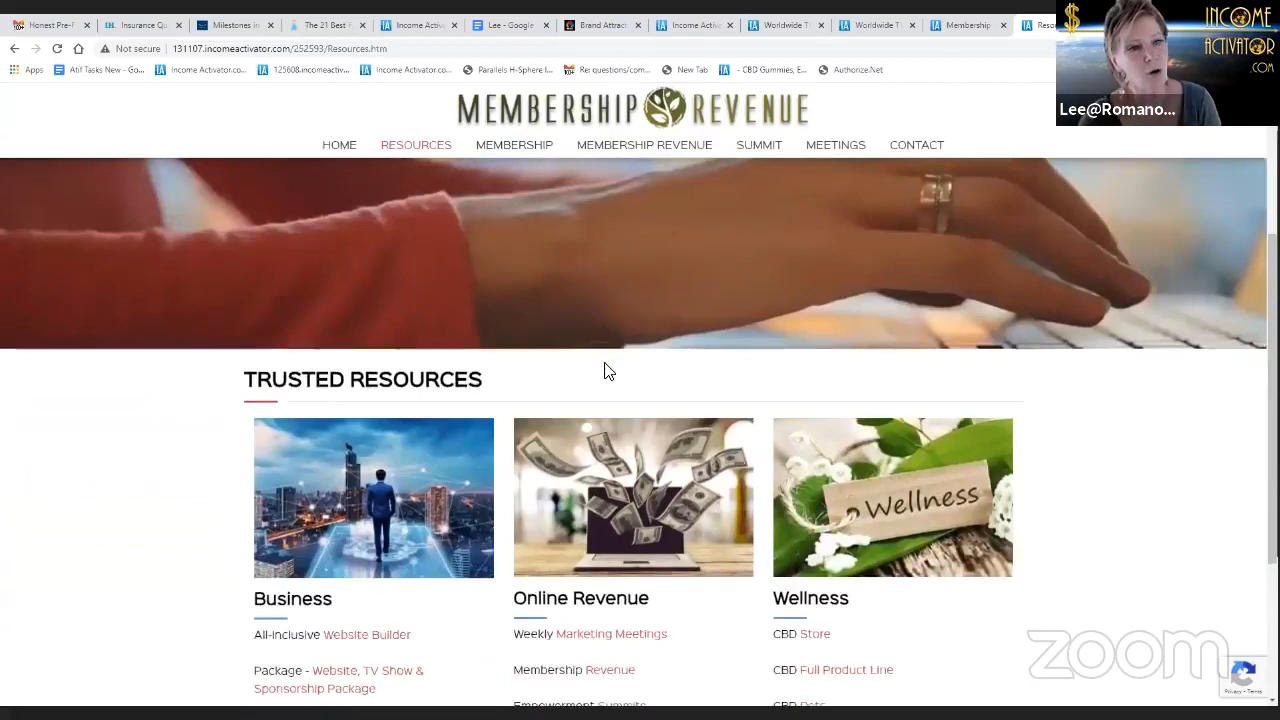 Honest Pre-F
Insurance Qu
Milestones in
The 21 Best F
Income Activ
Lee - Google
Brand Attract
Income Activ
Worldwide T
Worldwide T
Membership
Reso
Not secure
131107.incomeactivator.com/252593/Resources.htm
Apps
Atif Tasks New - Go...
Income Activator.co...
125608.incomeactiv...
Income Activator.co...
Parallels H-Sphere I...
Re: questions/com...
New Tab
- CBD Gummies, E...
Authorize.Net
INCOME
ACTIVATOR
.COM
Lee@Romano...
MEMBERSHIP REVENUE
HOME
RESOURCES
MEMBERSHIP
MEMBERSHIP REVENUE
SUMMIT
MEETINGS
CONTACT
TRUSTED RESOURCES
Wellness
Business
All-inclusive Website Builder
Package - Website, TV Show &
Sponsorship Package
Online Revenue
Weekly Marketing Meetings
Membership Revenue
Empowerment Summits
Wellness
CBD Store
CBD Full Product Line
CBD Pets
zoom
Privacy - Terms